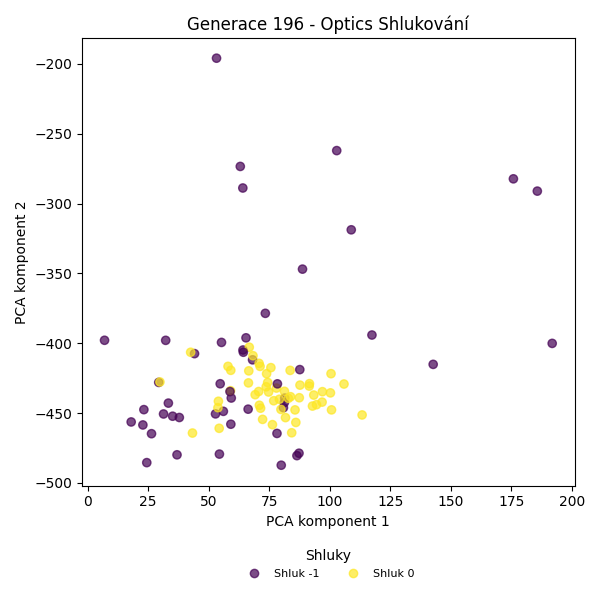 Generace 196 - Optics Shlukování
PCA komponent 2
−200
−250
−300
−350
−400
−450
−500
0 25 50 75 100 125 150 175 200
PCA komponent 1
Shluky
Shluk -1 Shluk 0